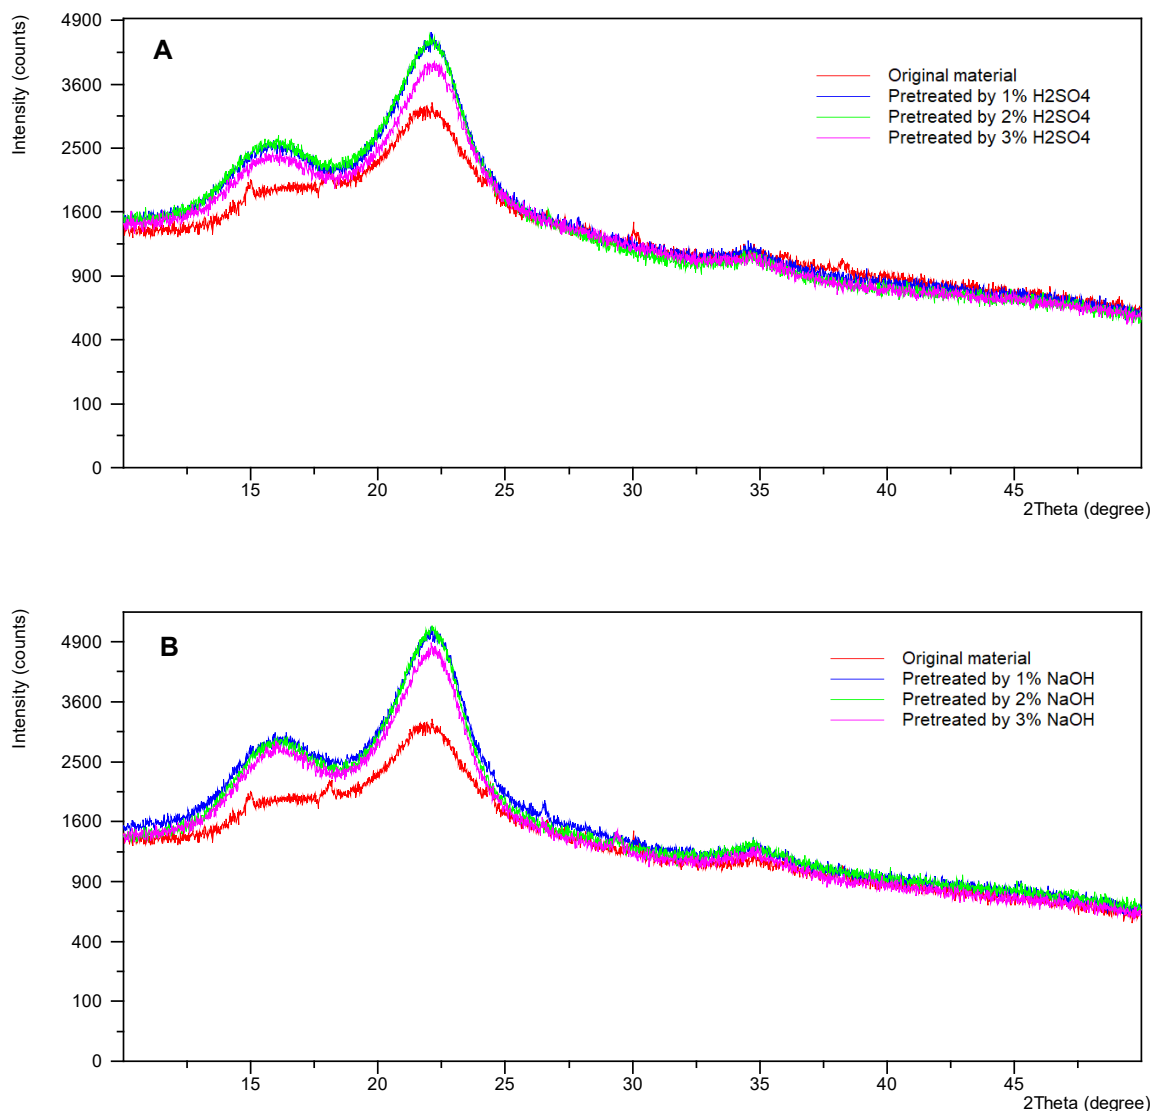 Intensity (counts)
A
4900
3600
2500
1600
900
400
100
0
Original material
Pretreated by 1% H2SO4
Pretreated by 2% H2SO4
Pretreated by 3% H2SO4
15 20 25 30 35 40 45
2Theta (degree)
Intensity (counts)
B
4900
3600
2500
1600
900
400
100
0
Original material
Pretreated by 1% NaOH
Pretreated by 2% NaOH
Pretreated by 3% NaOH
15 20 25 30 35 40 45
2Theta (degree)